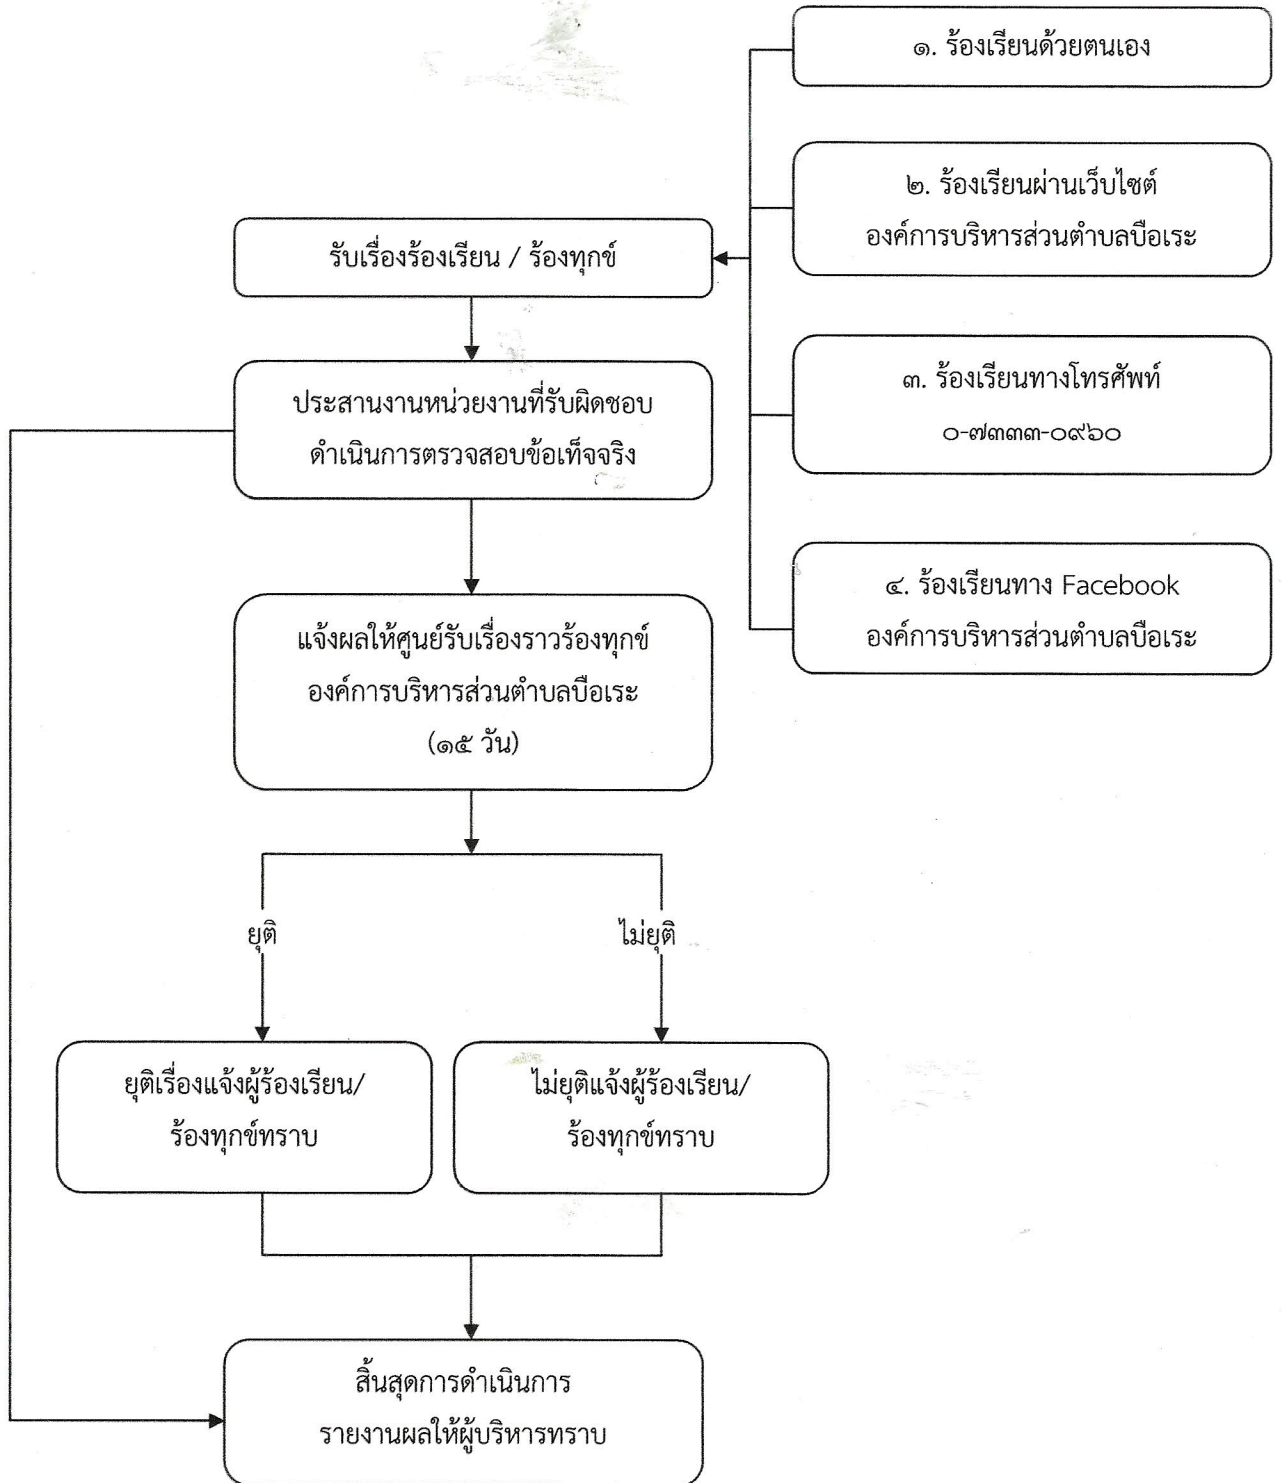 ๑. ร้องเรียนด้วยตนเอง
๒. ร้องเรียนผ่านเว็บไซต์
องค์การบริหารส่วนตำบลบือเระ
รับเรื่องร้องเรียน / ร้องทุกข์
๓. ร้องเรียนทางโทรศัพท์
๐-๗๓๓๓-๐๙๖๐
ประสานงานหน่วยงานที่รับผิดชอบ
ดำเนินการตรวจสอบข้อเท็จจริง
๔. ร้องเรียนทาง Facebook
องค์การบริหารส่วนตำบลบือเระ
แจ้งผลให้ศูนย์รับเรื่องราวร้องทุกข์
องค์การบริหารส่วนตำบลบือเระ
(๑๕ วัน)
ยุติ
ไม่ยุติ
ยุติเรื่องแจ้งผู้ร้องเรียน/
ร้องทุกข์ทราบ
ไม่ยุติแจ้งผู้ร้องเรียน/
ร้องทุกข์ทราบ
สิ้นสุดการดำเนินการ
รายงานผลให้ผู้บริหารทราบ